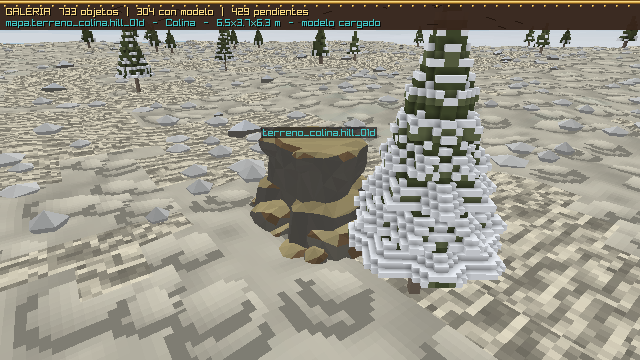 GALERÍA 733 objetos | 304 con modelo | 429 pendientes
mapa.terreno_colina.hill_01d - Colina - 6.5x3.7x6.3 m - modelo cargado
terreno_colina.hill_01d